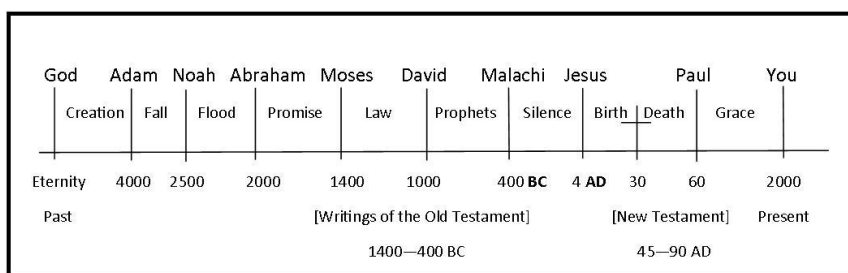 God Adam Noah Abraham Moses David Malachi Jesus Paul You
Creation Fall Flood Promise Law Prophets Silence Birth Death Grace
Eternity 4000 2500 2000 1400 1000 400 BC 4 AD 30 60 2000
Past [Writings of the Old Testament] [New Testament] Present
1400—400 BC 45—90 AD